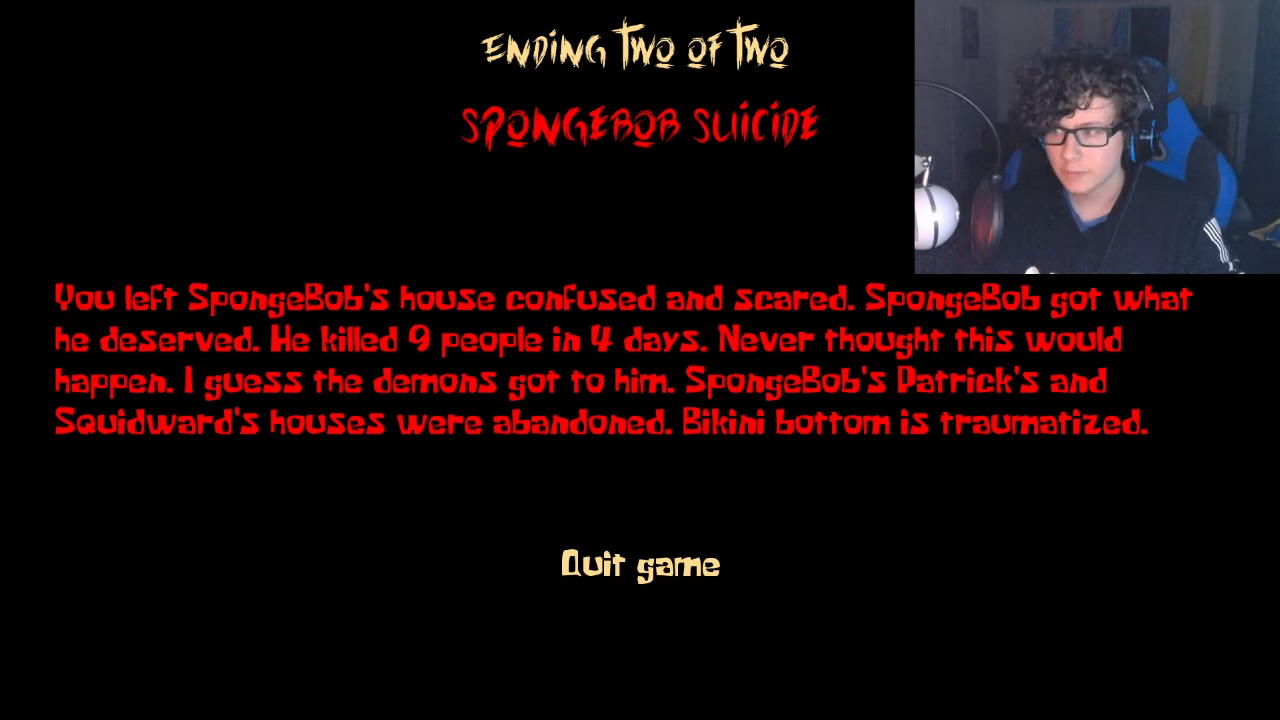 ENDING TWO OF TWO
SPONGEBOB SUICIDE
You left SpongeBob's house confused and scared. SpongeBob got what
he deserved. He killed 9 people in 4 days. Never thought this would
happen. I guess the demons got to him. SpongeBob's Patrick's and
Squidward's houses were abandoned. Bikini bottom is traumatized.
Quit game